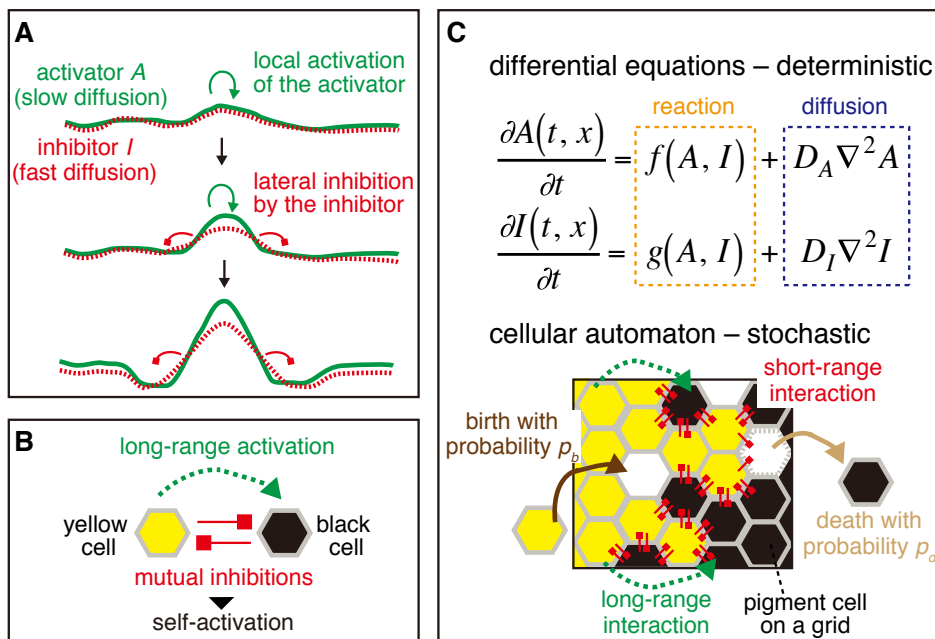 A
activator A
(slow diffusion)
local activation
of the activator
inhibitor I
(fast diffusion)
lateral inhibition
by the inhibitor
B
long-range activation
yellow
cell
black
cell
mutual inhibitions
self-activation
C
differential equations – deterministic
reaction
diffusion
∂A(t, x)/∂t = f(A, I) + D_A∇²A
∂I(t, x)/∂t = g(A, I) + D_I∇²I
cellular automaton – stochastic
short-range
interaction
birth with
probability p_b
death with
probability p_d
long-range
interaction
pigment cell
on a grid